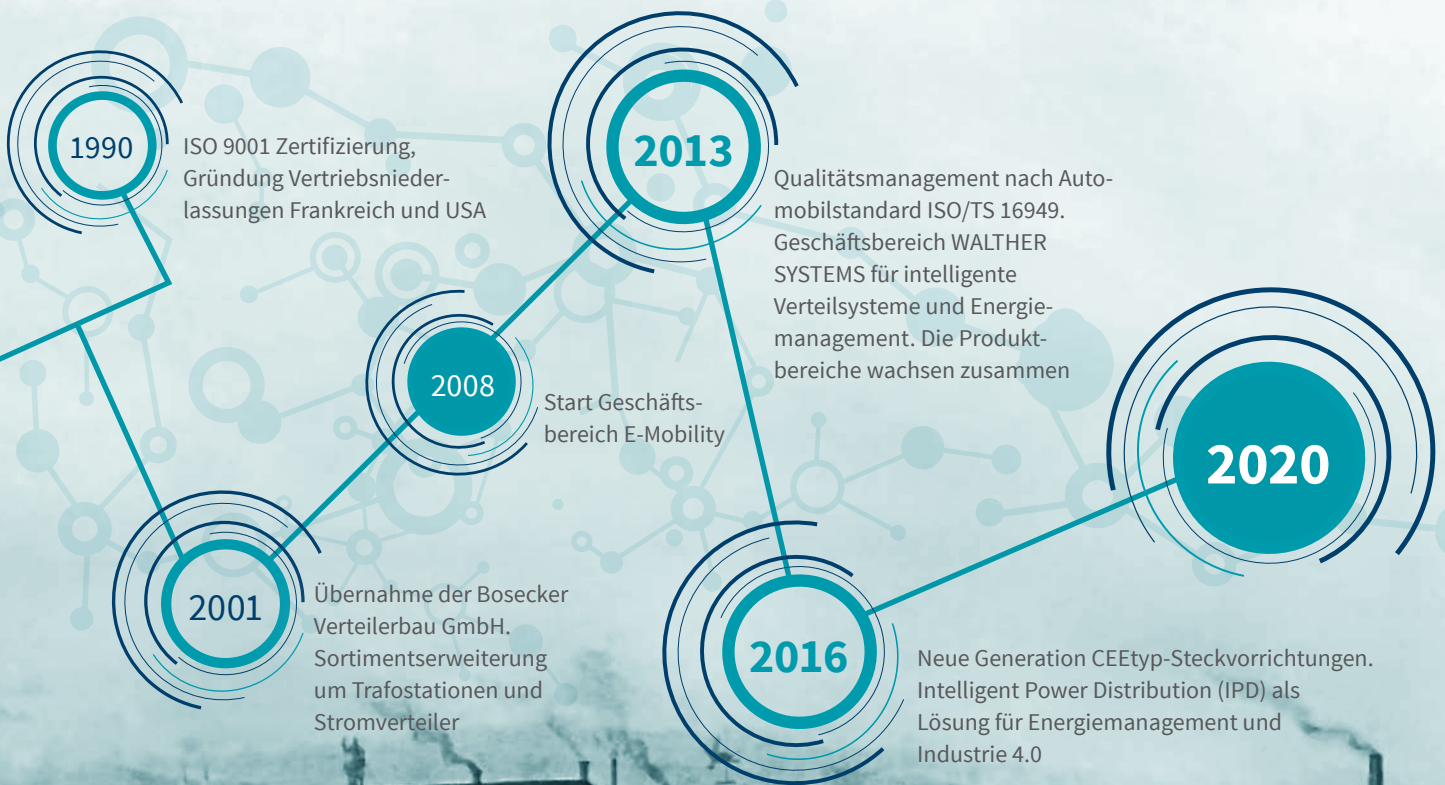 1990
ISO 9001 Zertifizierung,
Gründung Vertriebsnieder-
lassungen Frankreich und USA
2001
Übernahme der Bosecker
Verteilerbau GmbH.
Sortimentserweiterung
um Trafostationen und
Stromverteiler
2008
Start Geschäfts-
bereich E-Mobility
2013
Qualitätsmanagement nach Auto-
mobilstandard ISO/TS 16949.
Geschäftsbereich WALTHER
SYSTEMS für intelligente
Verteilsysteme und Energie-
management. Die Produkt-
bereiche wachsen zusammen
2016
Neue Generation CEEtyp-Steckvorrichtungen.
Intelligent Power Distribution (IPD) als
Lösung für Energiemanagement und
Industrie 4.0
2020